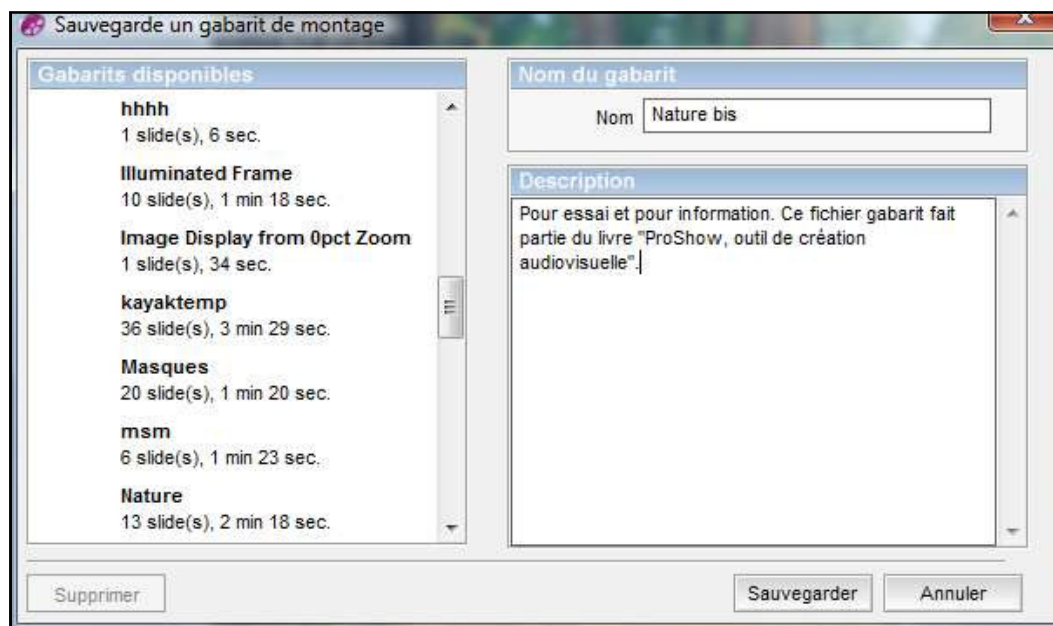 Sauvegarde un gabarit de montage
X
Gabarits disponibles
hhhh
1 slide(s), 6 sec.
Illuminated Frame
10 slide(s), 1 min 18 sec.
Image Display from 0pct Zoom
1 slide(s), 34 sec.
kayaktemp
36 slide(s), 3 min 29 sec.
Masques
20 slide(s), 1 min 20 sec.
msm
6 slide(s), 1 min 23 sec.
Nature
13 slide(s), 2 min 18 sec.
Nom du gabarit
Nom Nature bis
Description
Pour essai et pour information. Ce fichier gabarit fait
partie du livre "ProShow, outil de création
audiovisuelle".
Supprimer
Sauvegarder
Annuler